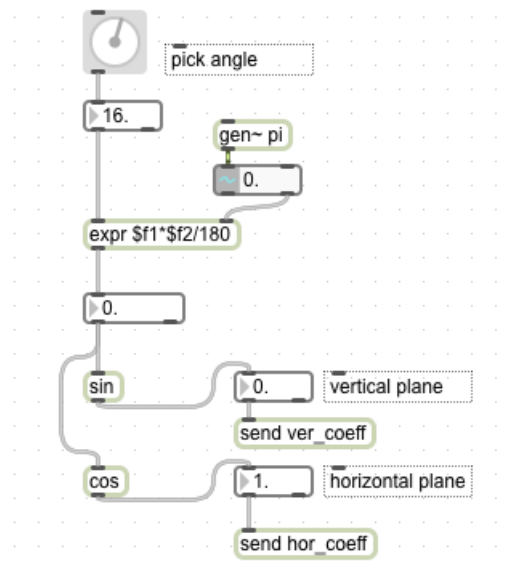 pick angle
16.
gen~ pi
~ 0.
expr $f1*$f2/180
0.
sin
0.
vertical plane
send ver_coeff
cos
1.
horizontal plane
send hor_coeff